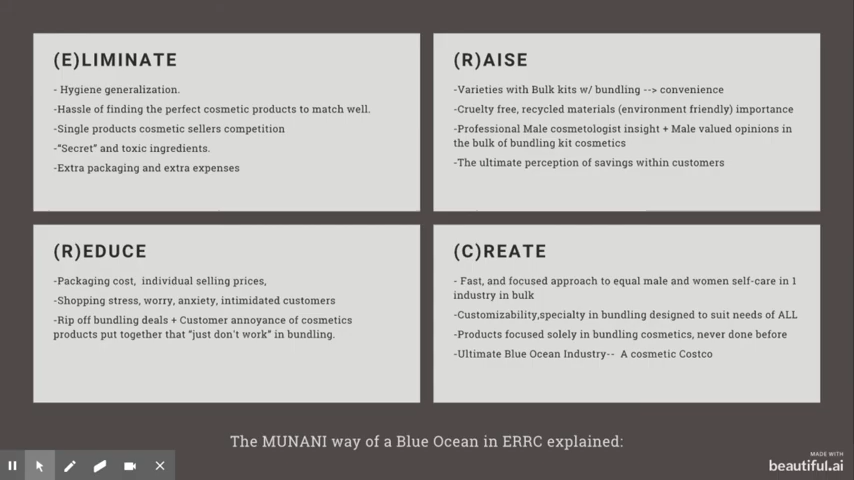 (E)LIMINATE
- Hygiene generalization.
-Hassle of finding the perfect cosmetic products to match well.
-Single products cosmetic sellers competition
-"Secret" and toxic ingredients.
-Extra packaging and extra expenses
(R)AISE
-Varieties with Bulk kits w/ bundling --> convenience
-Cruelty free, recycled materials (environment friendly) importance
-Professional Male cosmetologist insight + Male valued opinions in
the bulk of bundling kit cosmetics
-The ultimate perception of savings within customers
(R)EDUCE
-Packaging cost,  individual selling prices,
-Shopping stress, worry, anxiety, intimidated customers
-Rip off bundling deals + Customer annoyance of cosmetics
products put together that "just don't work" in bundling.
(C)REATE
- Fast, and focused approach to equal male and women self-care in 1
industry in bulk
-Customizability,specialty in bundling designed to suit needs of ALL
-Products focused solely in bundling cosmetics, never done before
-Ultimate Blue Ocean Industry--  A cosmetic Costco
The MUNANI way of a Blue Ocean in ERRC explained:
MADE WITH
beautiful.ai